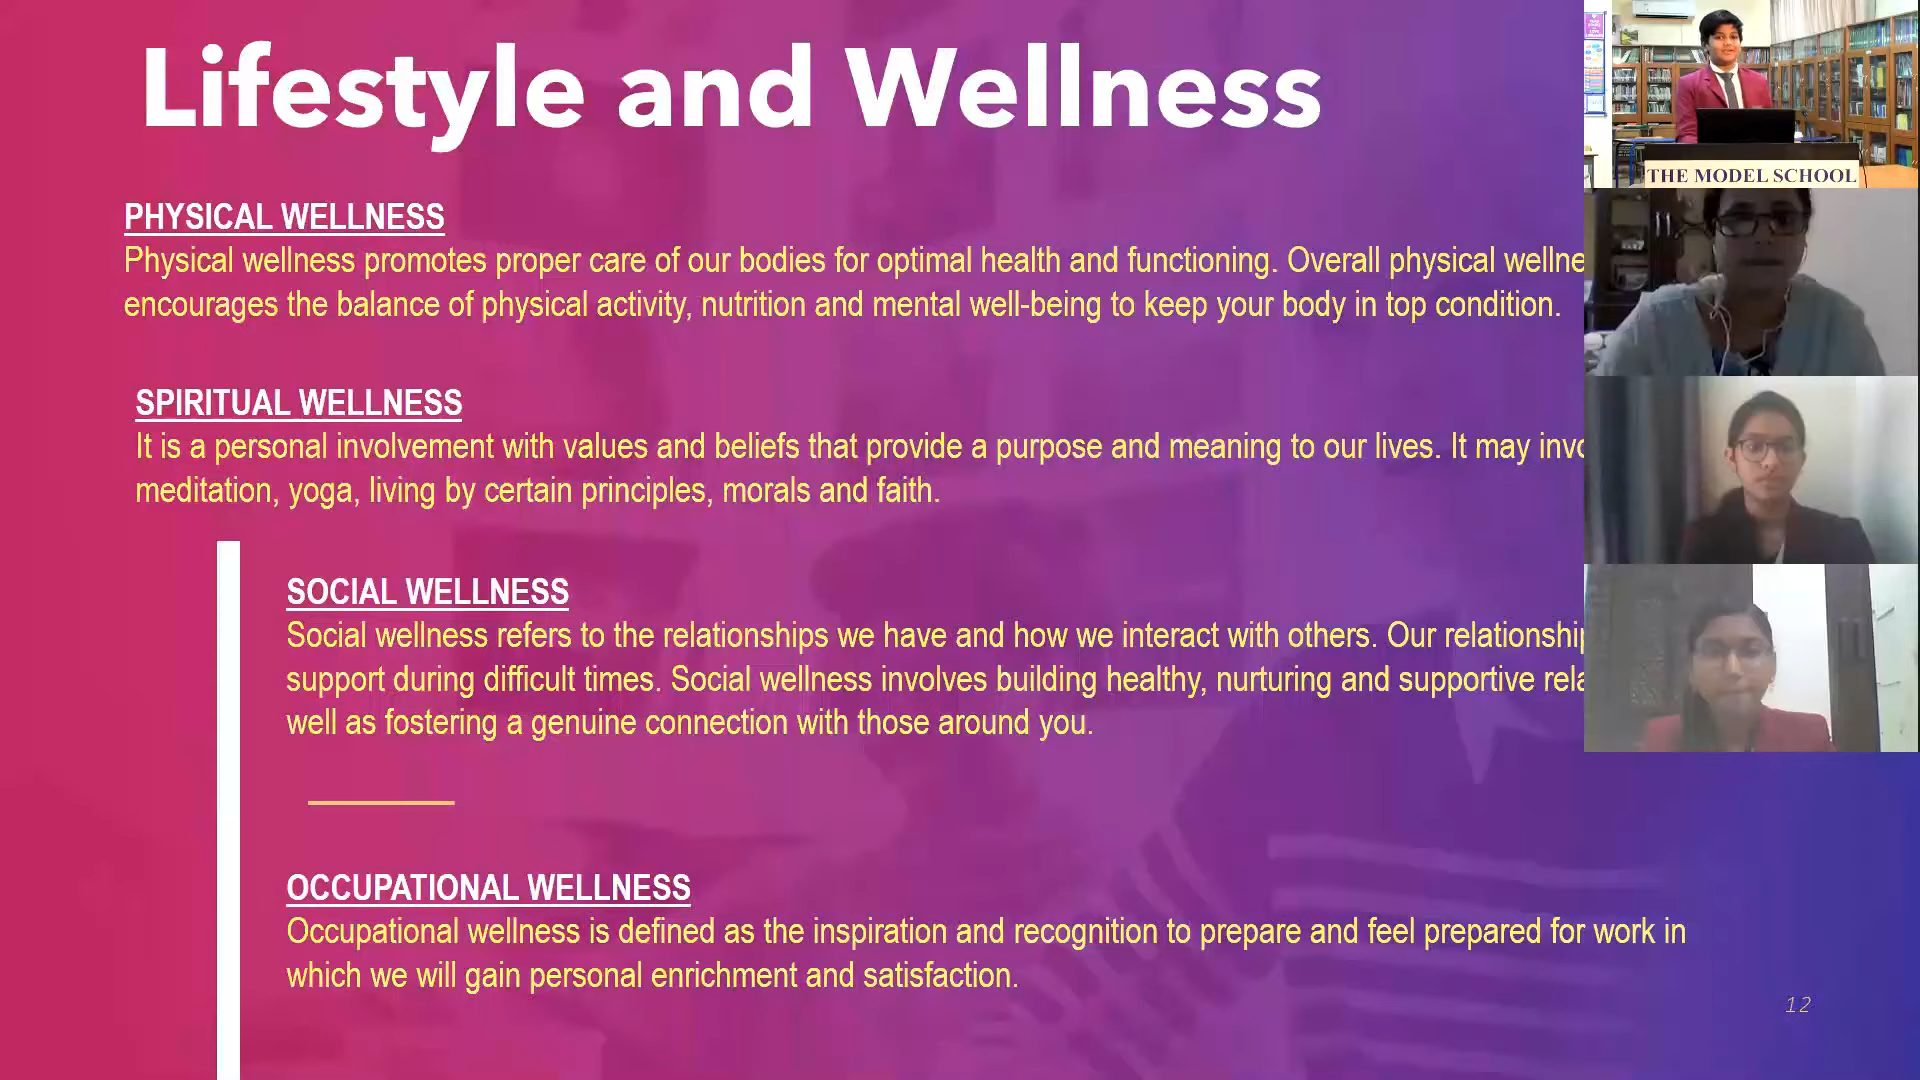 Lifestyle and Wellness
THE MODEL SCHOOL
PHYSICAL WELLNESS
Physical wellness promotes proper care of our bodies for optimal health and functioning. Overall physical
encourages the balance of physical activity, nutrition and mental well-being to keep your body in top condition.
SPIRITUAL WELLNESS
It is a personal involvement with values and beliefs that provide a purpose and meaning to our lives. It may
meditation, yoga, living by certain principles, morals and faith.
SOCIAL WELLNESS
Social wellness refers to the relationships we have and how we interact with others. Our
support during difficult times. Social wellness involves building healthy, nurturing and supportive
well as fostering a genuine connection with those around you.
OCCUPATIONAL WELLNESS
Occupational wellness is defined as the inspiration and recognition to prepare and feel prepared for work in
which we will gain personal enrichment and satisfaction.
12